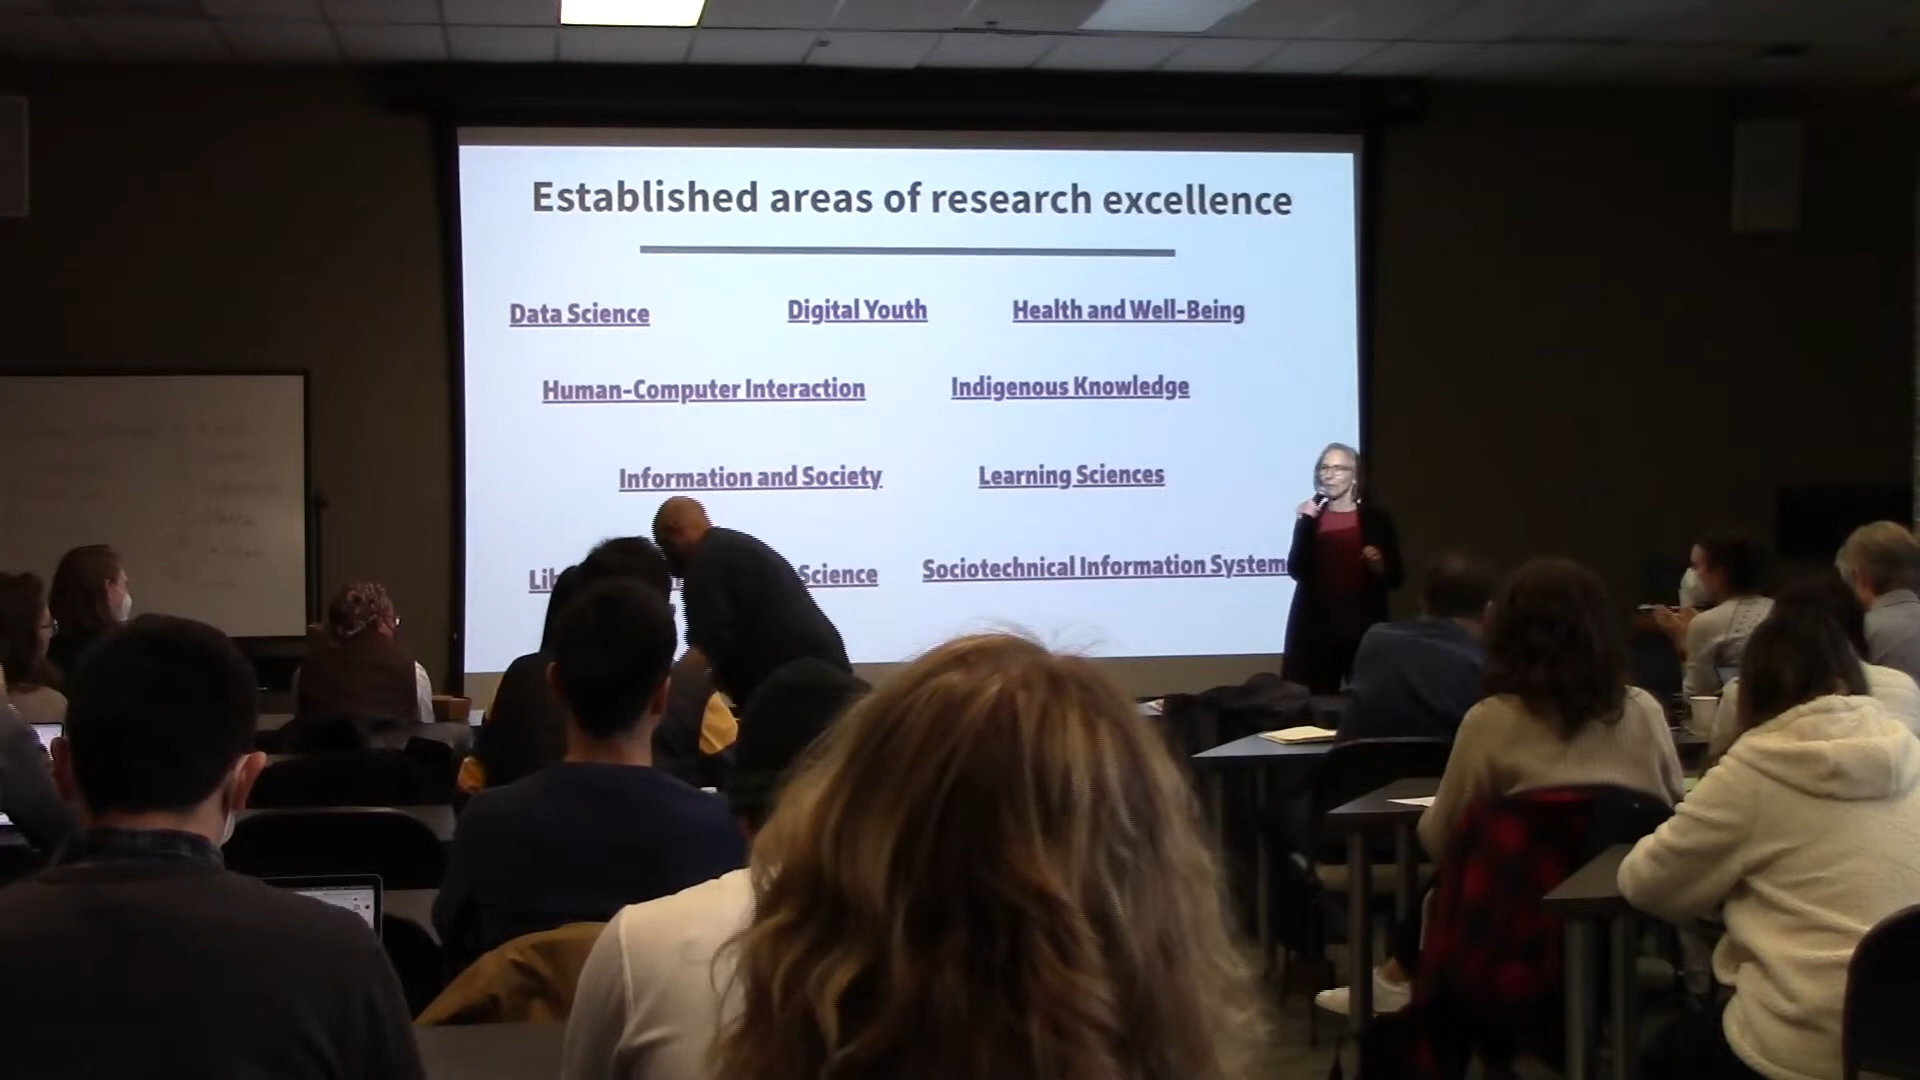 Established areas of research excellence
Data Science Digital Youth Health and Well-Being
Human-Computer Interaction Indigenous Knowledge
Information and Society Learning Sciences
Science Sociotechnical Information System